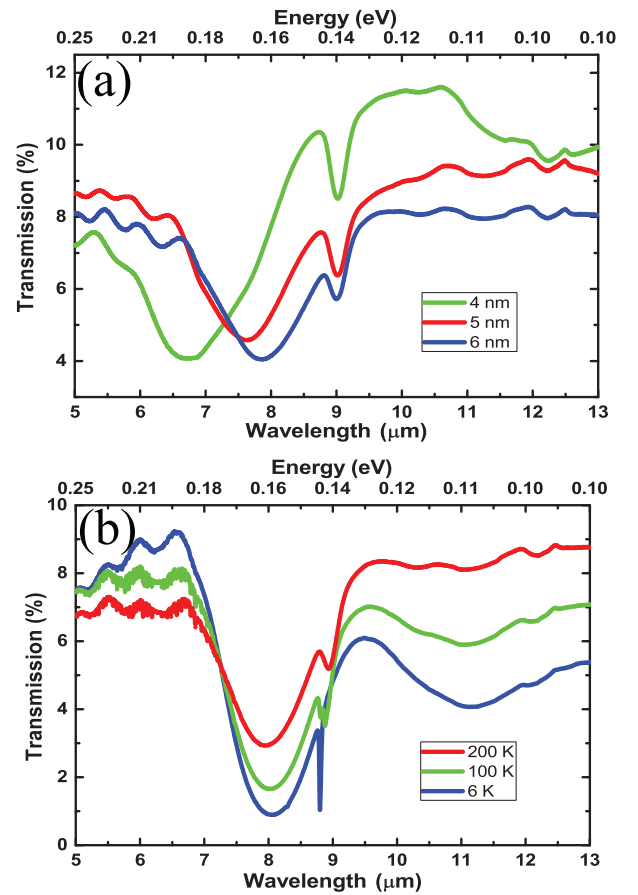 Energy (eV)
0.25 0.21 0.18 0.16 0.14 0.12 0.11 0.10 0.10
(a)
12
10
8
6
4
Transmission (%)
4 nm
5 nm
6 nm
5 6 7 8 9 10 11 12 13
Wavelength (μm)
Energy (eV)
0.25 0.21 0.18 0.16 0.14 0.12 0.11 0.10 0.10
(b)
10
8
6
4
2
0
Transmission (%)
200 K
100 K
6 K
5 6 7 8 9 10 11 12 13
Wavelength (μm)